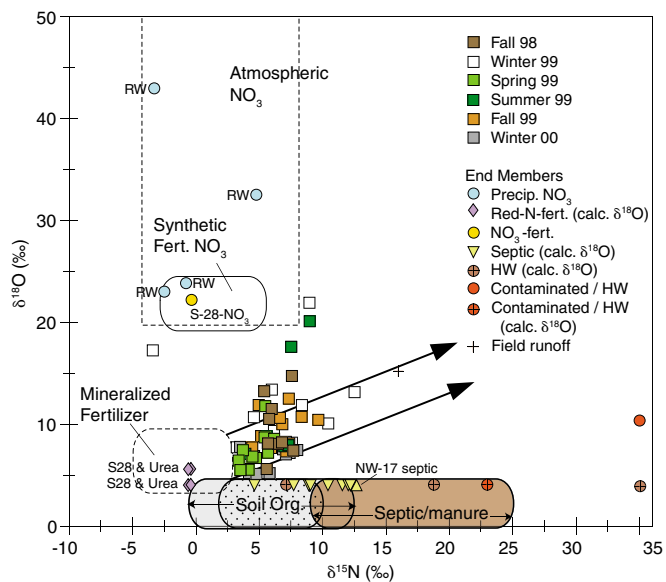 50
40
30
20
10
0
δ18O (‰)
-10
-5
0
5
10
15
20
25
30
35
δ15N (‰)
Atmospheric
NO3
RW
RW
RW
RW
Synthetic
Fert. NO3
S-28-NO3
Mineralized
Fertilizer
S28 & Urea
S28 & Urea
NW-17 septic
Soil Org.
Septic/manure
Fall 98
Winter 99
Spring 99
Summer 99
Fall 99
Winter 00
End Members
Precip. NO3
Red-N-fert. (calc. δ18O)
NO3-fert.
Septic (calc. δ18O)
HW (calc. δ18O)
Contaminated / HW
Contaminated / HW
(calc. δ18O)
Field runoff